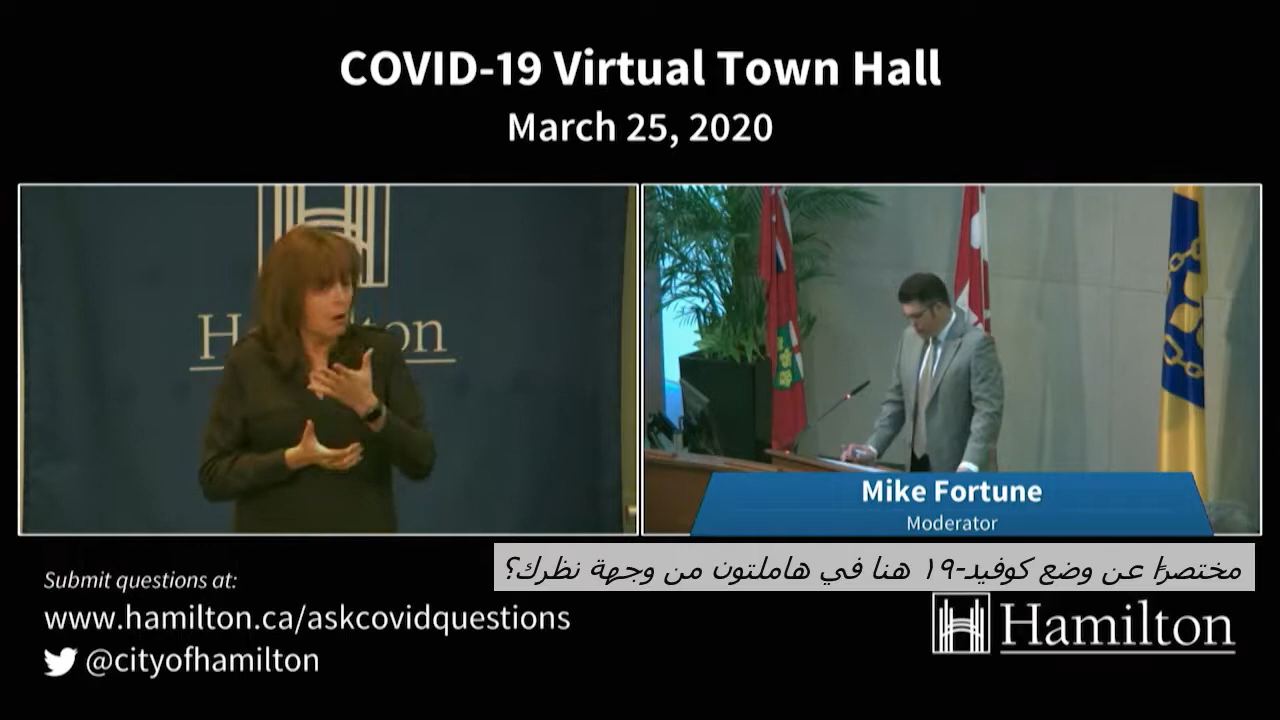 COVID-19 Virtual Town Hall
March 25, 2020
Hamilton
Mike Fortune
Moderator
مختصرًا عن وضع كوفيد-١٩ هنا في هاملتون من وجهة نظرك؟
Submit questions at:
www.hamilton.ca/askcovidquestions
@cityofhamilton
Hamilton